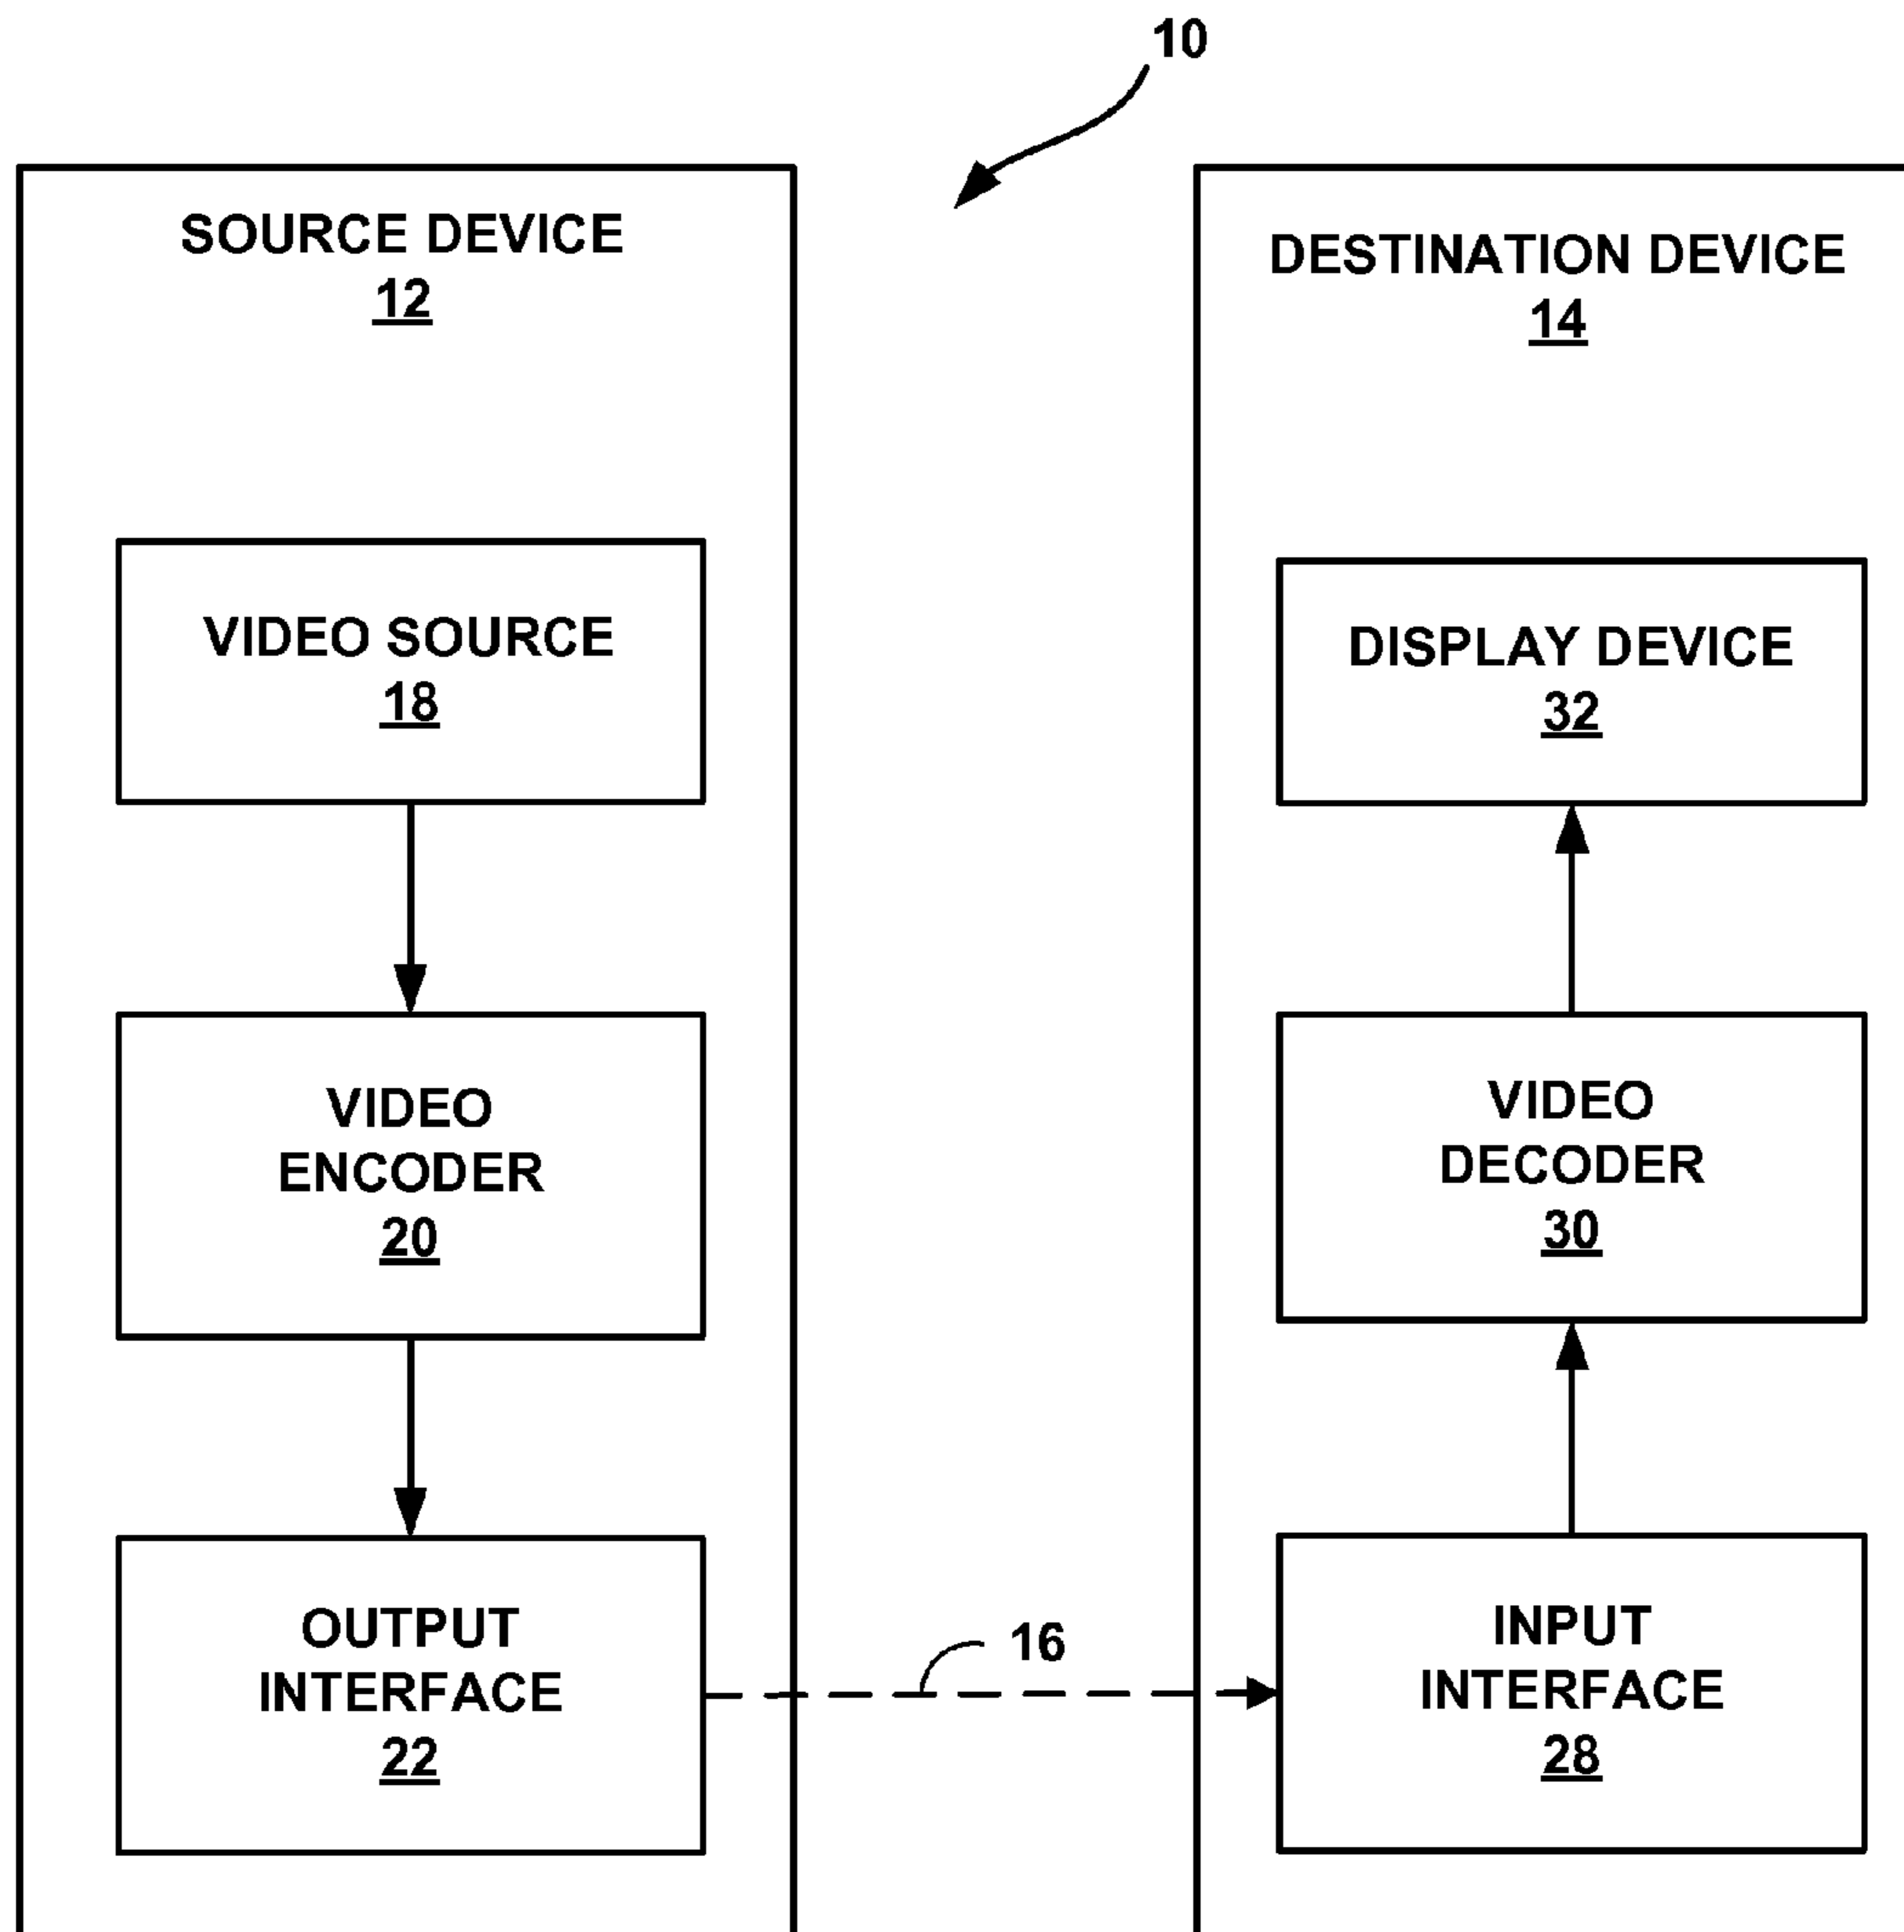 10
SOURCE DEVICE
12
VIDEO SOURCE
18
VIDEO
ENCODER
20
OUTPUT
INTERFACE
22
16
DESTINATION DEVICE
14
DISPLAY DEVICE
32
VIDEO
DECODER
30
INPUT
INTERFACE
28